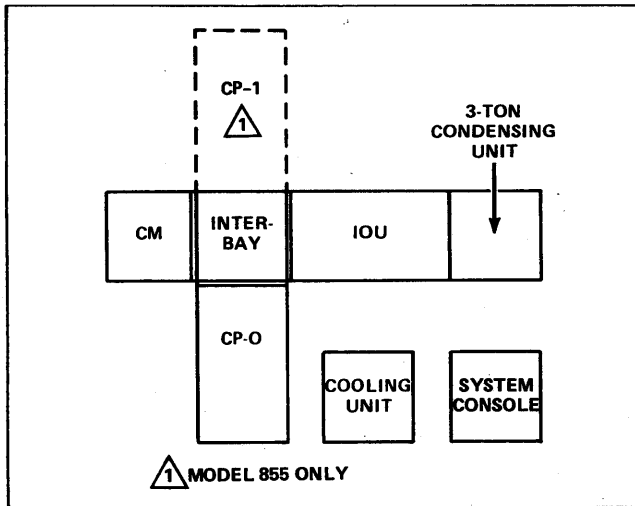 CP-1
1
3-TON
CONDENSING
UNIT
CM
INTER-
BAY
IOU
CP-O
COOLING
UNIT
SYSTEM
CONSOLE
1 MODEL 855 ONLY